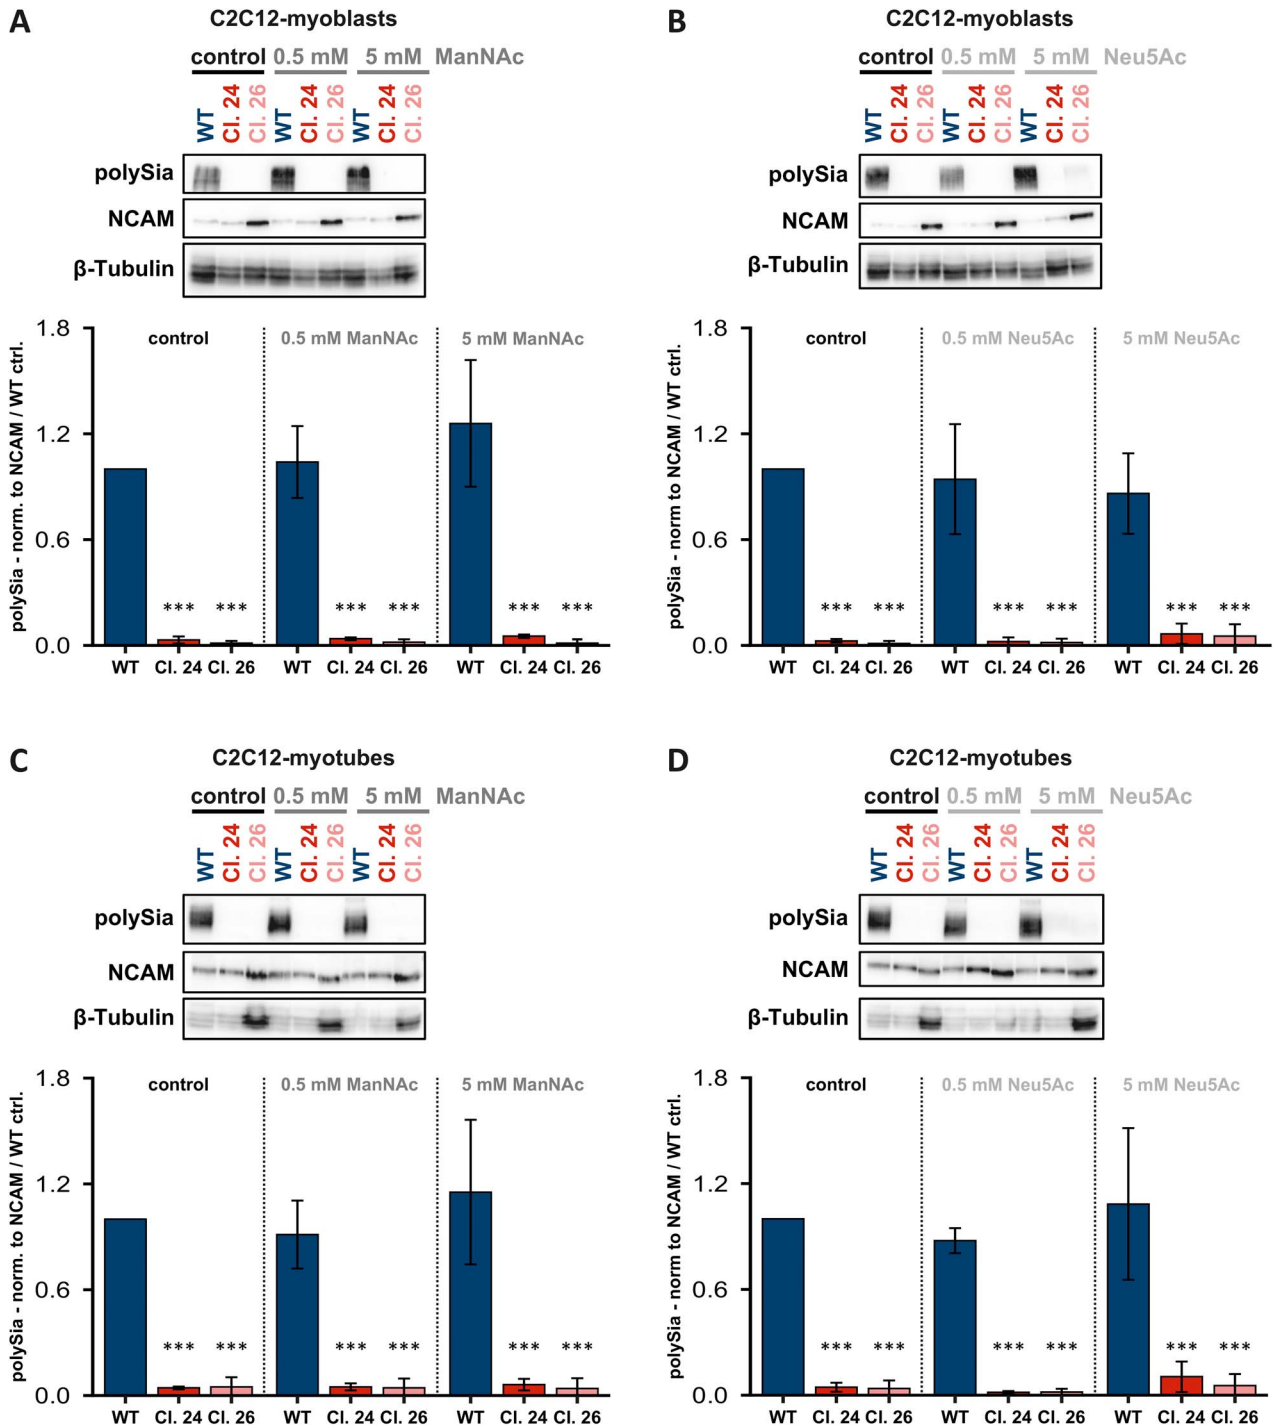 A
C2C12-myoblasts
control 0.5 mM 5 mM ManNAc
WT Cl. 24 Cl. 26 WT Cl. 24 Cl. 26 WT Cl. 24 Cl. 26
polySia
NCAM
β-Tubulin
polySia - norm. to NCAM / WT ctrl.
1.8
1.2
0.6
0.0
control 0.5 mM ManNAc 5 mM ManNAc
*** *** *** *** *** ***
WT Cl. 24 Cl. 26 WT Cl. 24 Cl. 26 WT Cl. 24 Cl. 26
B
C2C12-myoblasts
control 0.5 mM 5 mM Neu5Ac
WT Cl. 24 Cl. 26 WT Cl. 24 Cl. 26 WT Cl. 24 Cl. 26
polySia
NCAM
β-Tubulin
polySia - norm to NCAM / WT ctrl.
1.8
1.2
0.6
0.0
control 0.5 mM Neu5Ac 5 mM Neu5Ac
*** *** *** *** *** ***
WT Cl. 24 Cl. 26 WT Cl. 24 Cl. 26 WT Cl. 24 Cl. 26
C
C2C12-myotubes
control 0.5 mM 5 mM ManNAc
WT Cl. 24 Cl. 26 WT Cl. 24 Cl. 26 WT Cl. 24 Cl. 26
polySia
NCAM
β-Tubulin
polySia - norm. to NCAM / WT ctrl.
1.8
1.2
0.6
0.0
control 0.5 mM ManNAc 5 mM ManNAc
*** *** *** *** *** ***
WT Cl. 24 Cl. 26 WT Cl. 24 Cl. 26 WT Cl. 24 Cl. 26
D
C2C12-myotubes
control 0.5 mM 5 mM Neu5Ac
WT Cl. 24 Cl. 26 WT Cl. 24 Cl. 26 WT Cl. 24 Cl. 26
polySia
NCAM
β-Tubulin
polySia - norm to NCAM / WT ctrl.
1.8
1.2
0.6
0.0
control 0.5 mM Neu5Ac 5 mM Neu5Ac
*** *** *** *** *** ***
WT Cl. 24 Cl. 26 WT Cl. 24 Cl. 26 WT Cl. 24 Cl. 26